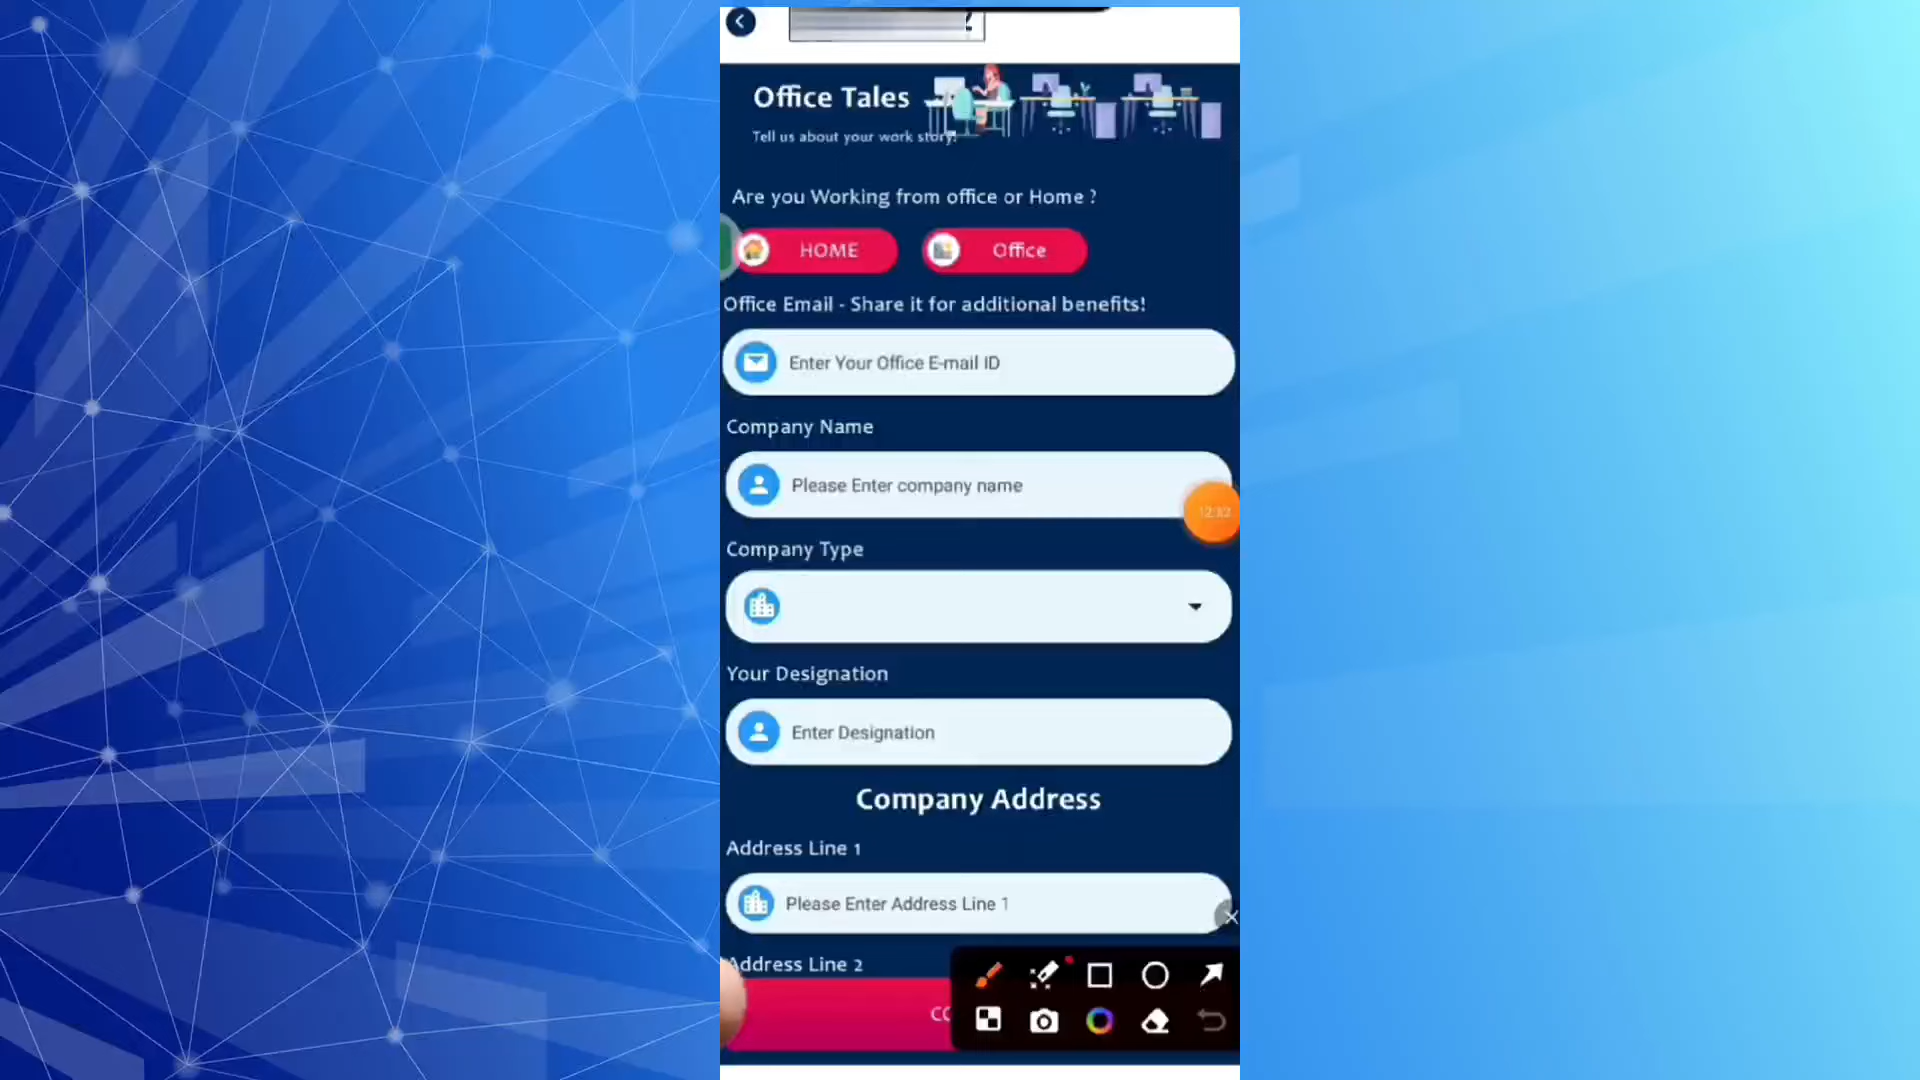 Office Tales
Tell us about your work story!
Are you Working from office or Home ?
HOME
Office
Office Email - Share it for additional benefits!
Enter Your Office E-mail ID
Company Name
Please Enter company name
12:32
Company Type
Your Designation
Enter Designation
Company Address
Address Line 1
Please Enter Address Line 1
Address Line 2